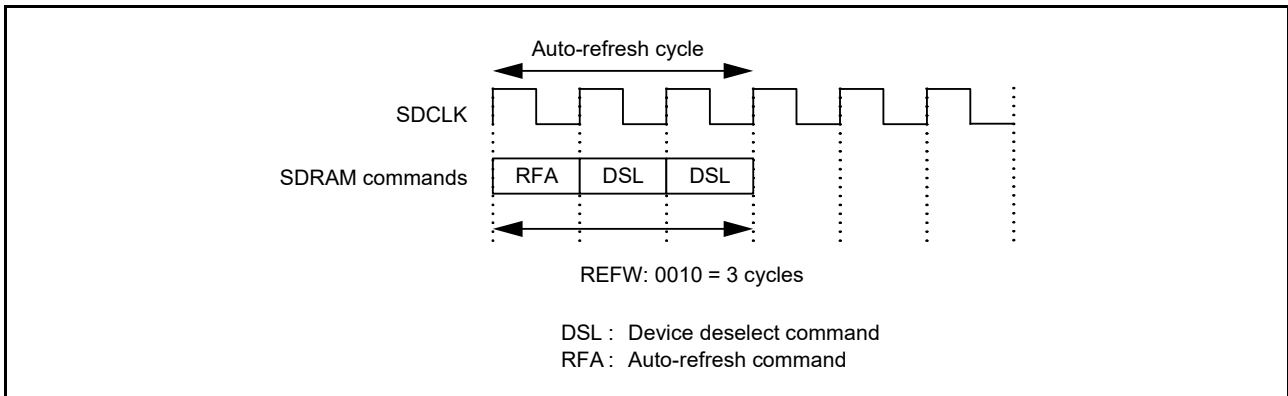 Auto-refresh cycle
SDCLK
SDRAM commands RFA DSL DSL
REFW: 0010 = 3 cycles
DSL : Device deselect command
RFA : Auto-refresh command